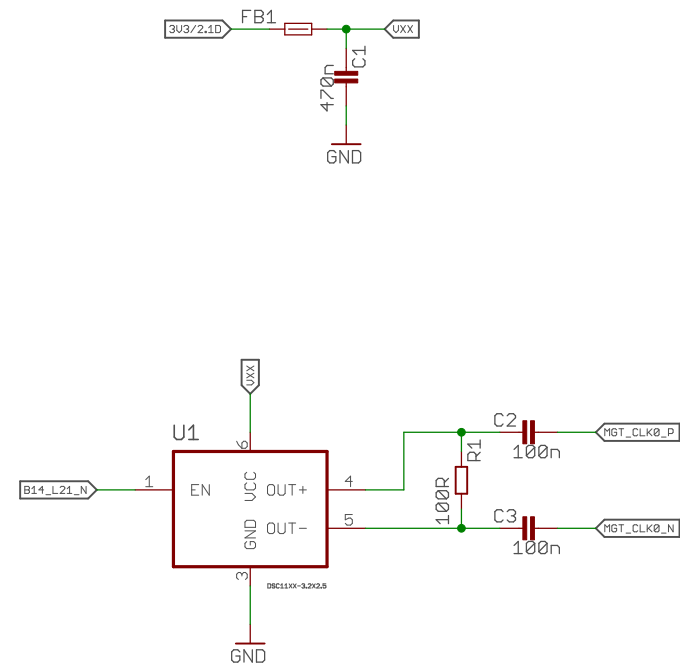 FB1
3V3/2.1D
VXX
C1
470n
GND
VXX
U1
6
C2
MGT_CLK0_P
100n
R1
B14_L21_N
1
EN
VCC
OUT+
4
100R
GND
OUT-
5
C3
MGT_CLK0_N
100n
3
DSC11XX-3.2X2.5
GND